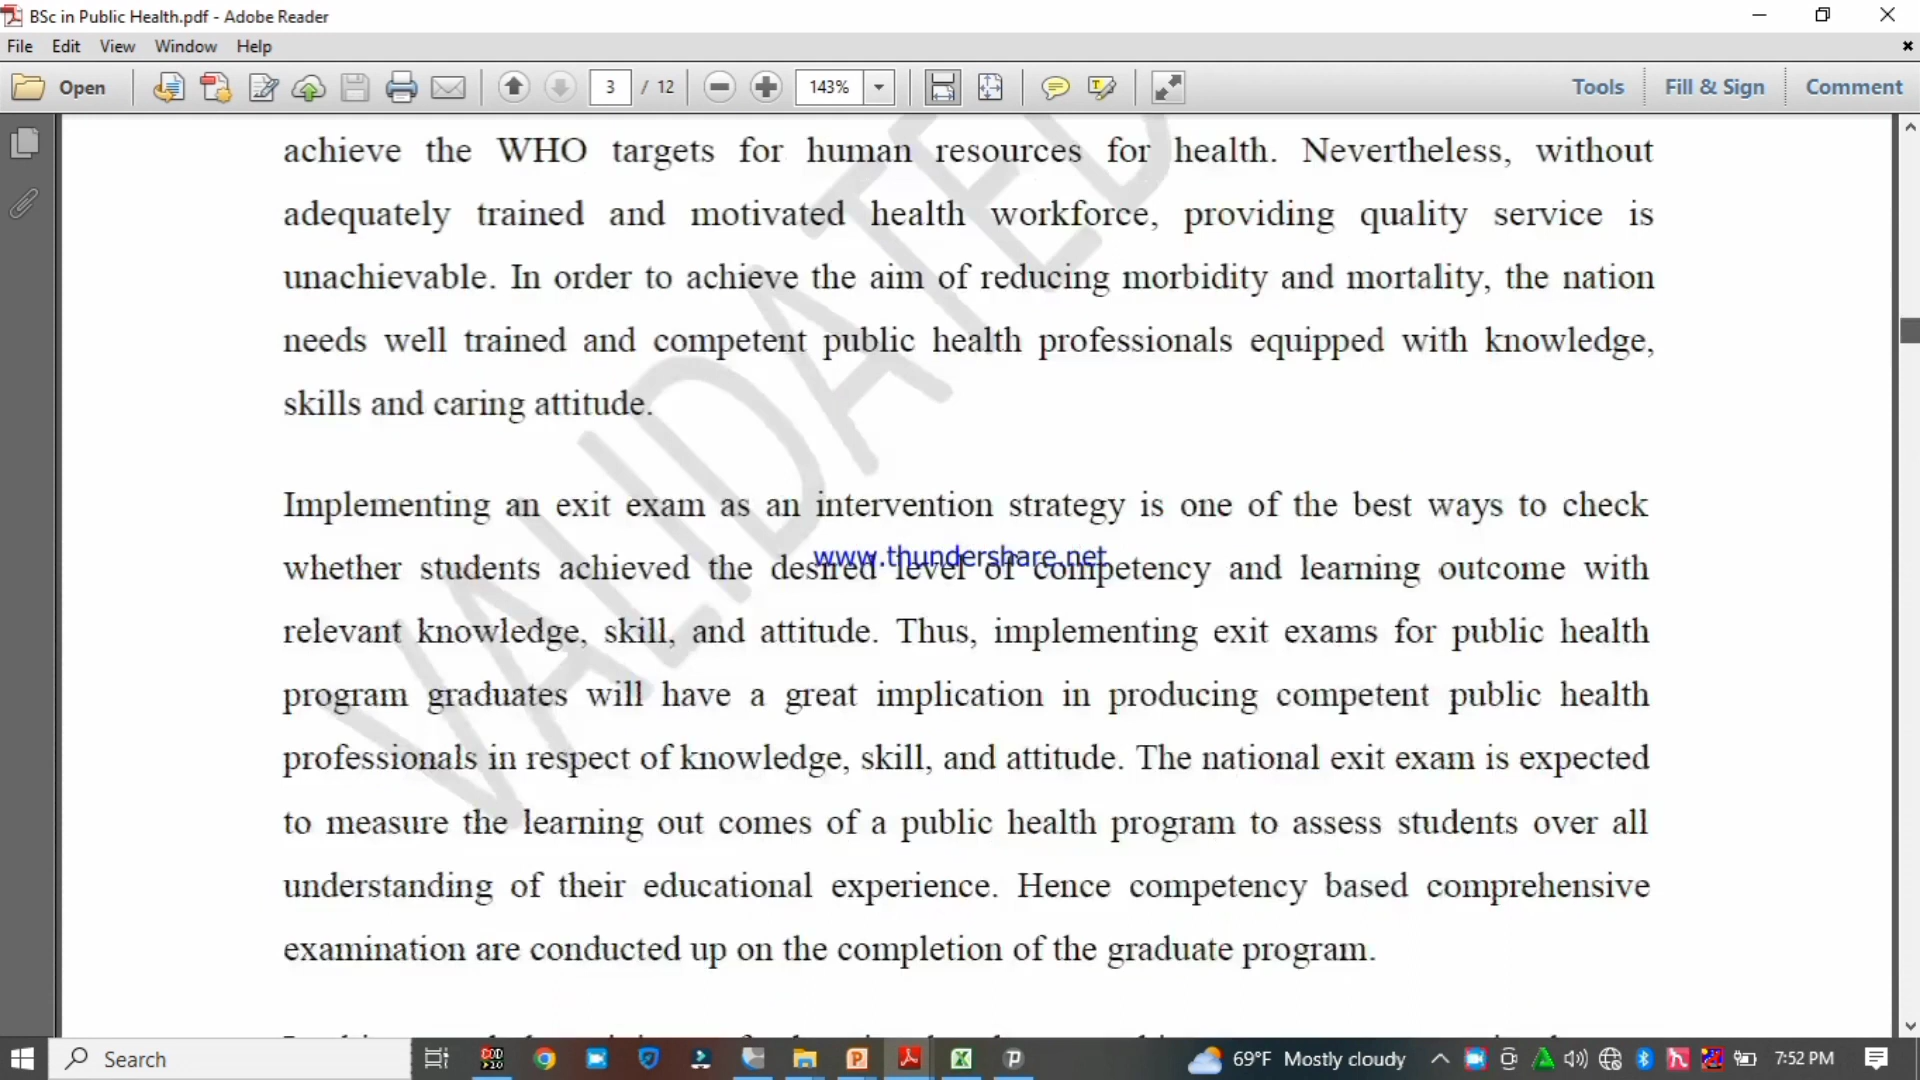 BSc in Public Health.pdf - Adobe Reader
File Edit View Window Help
Open 3 / 12 143% Tools Fill & Sign Comment
achieve the WHO targets for human resources for health. Nevertheless, without
adequately trained and motivated health workforce, providing quality service is
unachievable. In order to achieve the aim of reducing morbidity and mortality, the nation
needs well trained and competent public health professionals equipped with knowledge,
skills and caring attitude.
Implementing an exit exam as an intervention strategy is one of the best ways to check
www.thundershare.net
whether students achieved the desired level of competency and learning outcome with
relevant knowledge, skill, and attitude. Thus, implementing exit exams for public health
program graduates will have a great implication in producing competent public health
professionals in respect of knowledge, skill, and attitude. The national exit exam is expected
to measure the learning out comes of a public health program to assess students over all
understanding of their educational experience. Hence competency based comprehensive
examination are conducted up on the completion of the graduate program.
VALIDATED
Search 69°F Mostly cloudy 7:52 PM